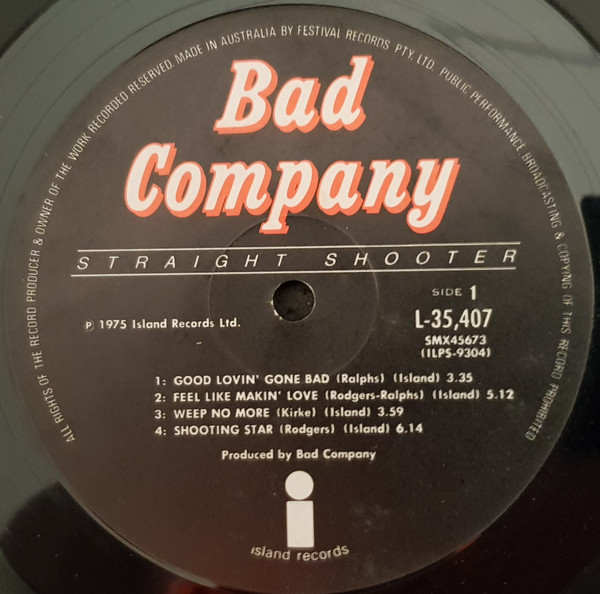 ALL RIGHTS OF THE RECORD PRODUCER & OWNER OF THE WORK RECORDED RESERVED. MADE IN AUSTRALIA BY FESTIVAL RECORDS PTY. LTD. PUBLIC PERFORMANCE, BROADCASTING & COPYING OF THIS RECORD PROHIBITED
Bad
Company
STRAIGHT SHOOTER
SIDE 1
L-35,407
SMX45673
(ILPS-9304)
℗ 1975 Island Records Ltd.
1: GOOD LOVIN' GONE BAD (Ralphs) (Island) 3.35
2: FEEL LIKE MAKIN' LOVE (Rodgers-Ralphs) (Island) 5.12
3: WEEP NO MORE (Kirke) (Island) 3.59
4: SHOOTING STAR (Rodgers) (Island) 6.14
Produced by Bad Company
i
island records